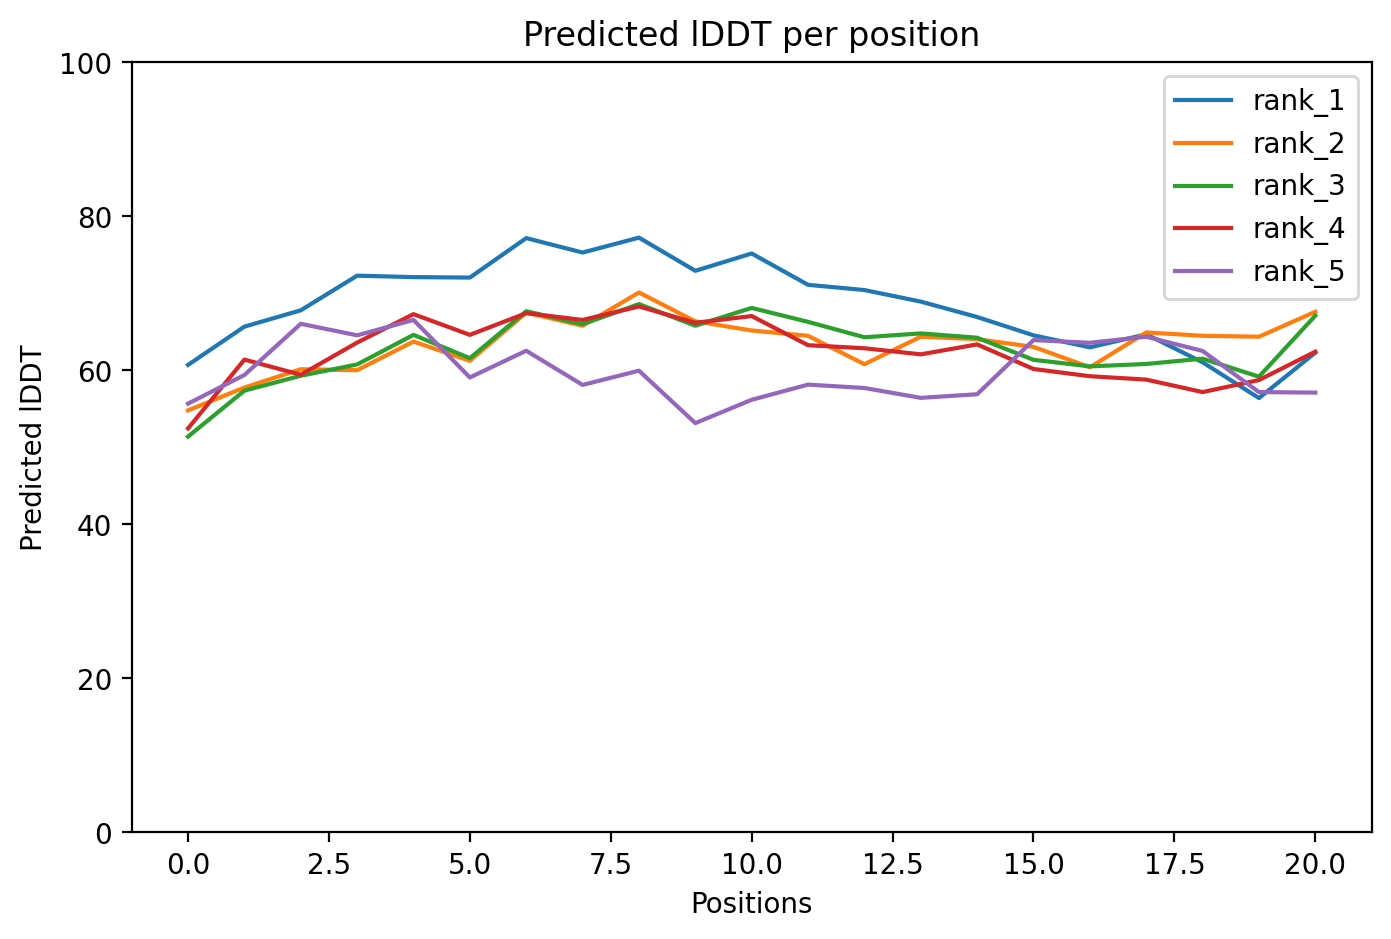 Predicted lDDT per position
100
80
60
40
20
0
Predicted lDDT
rank_1
rank_2
rank_3
rank_4
rank_5
0.0 2.5 5.0 7.5 10.0 12.5 15.0 17.5 20.0
Positions